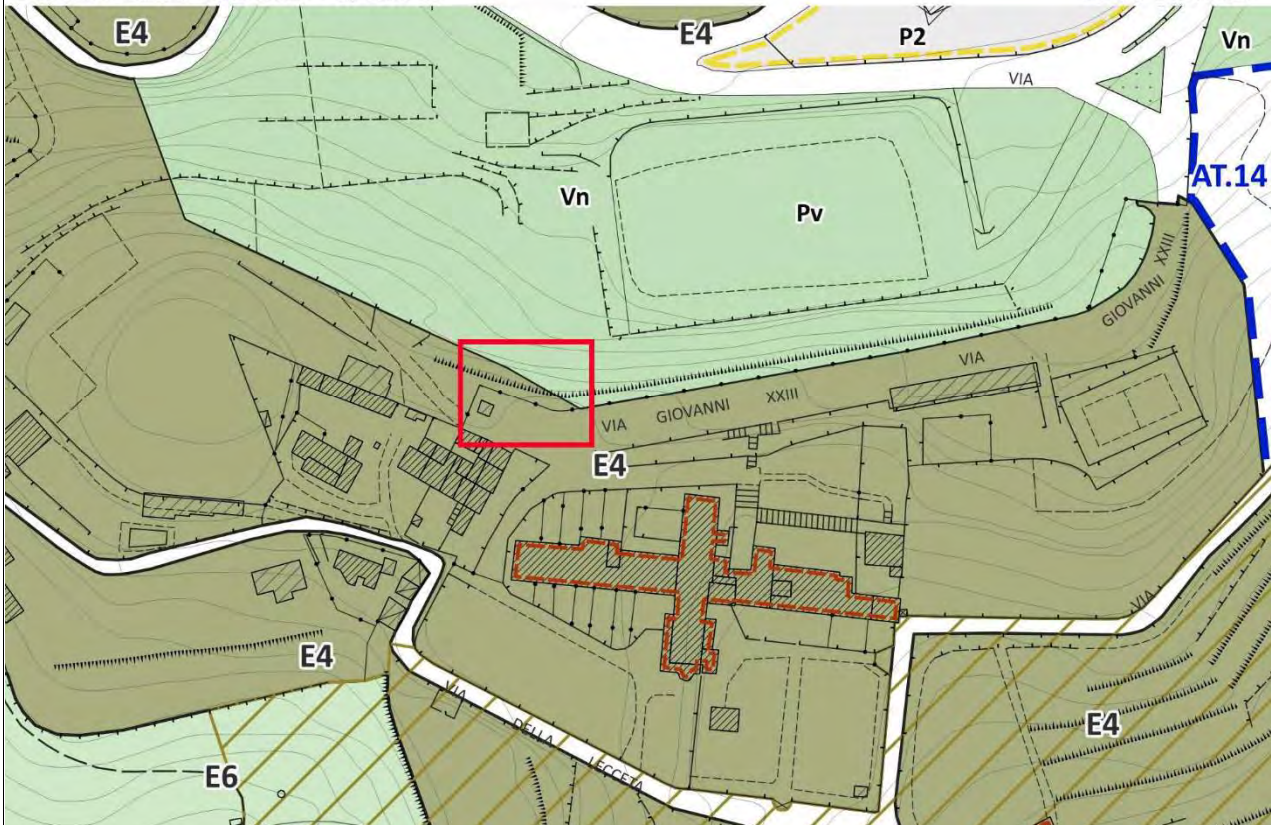 E4
E4
P2
Vn
VIA
AT.14
Vn
Pv
GIOVANNI XXIII
VIA
VIA GIOVANNI XXIII
E4
VIA
E4
VIA
DELLA
LECCETA
E4
E6